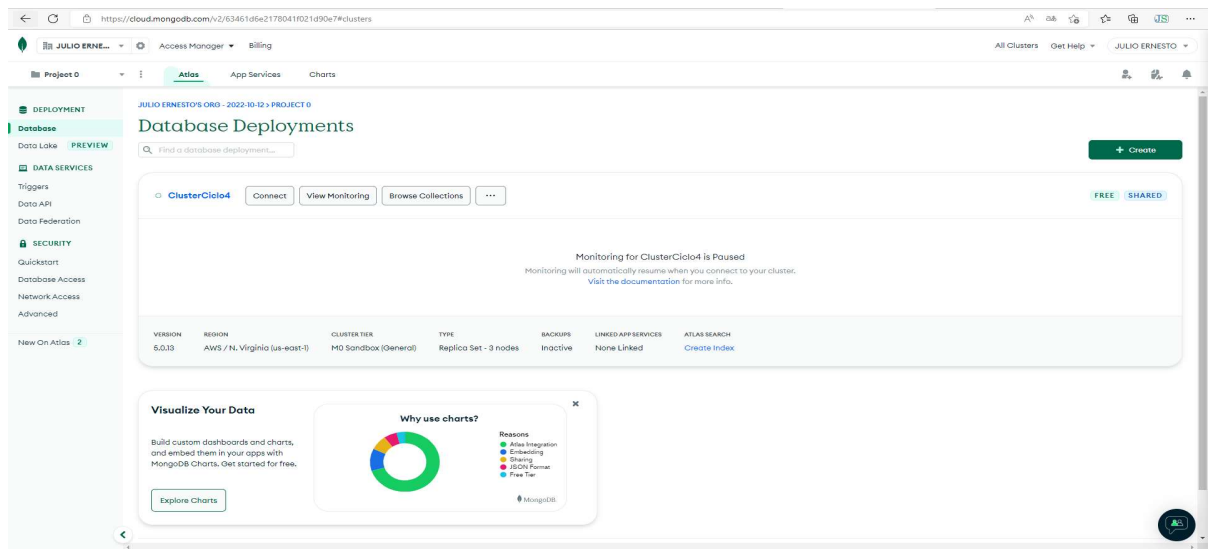 https://cloud.mongodb.com/v2/63461d6e2178041f021d90e7#clusters
JS
JULIO ERNE... Access Manager Billing All Clusters Get Help JULIO ERNESTO
Project 0 Atlas App Services Charts
DEPLOYMENT
Database
Data Lake PREVIEW
DATA SERVICES
Triggers
Data API
Data Federation
SECURITY
Quickstart
Database Access
Network Access
Advanced
New On Atlas 2
JULIO ERNESTO'S ORG - 2022-10-12 > PROJECT 0
Database Deployments
Find a database deployment...
+ Create
ClusterCiclo4 Connect View Monitoring Browse Collections ... FREE SHARED
Monitoring for ClusterCiclo4 is Paused
Monitoring will automatically resume when you connect to your cluster.
Visit the documentation for more info.
VERSION REGION CLUSTER TIER TYPE BACKUPS LINKED APP SERVICES ATLAS SEARCH
5.0.13 AWS / N. Virginia (us-east-1) M0 Sandbox (General) Replica Set - 3 nodes Inactive None Linked Create Index
Visualize Your Data
Build custom dashboards and charts,
and embed them in your apps with
MongoDB Charts. Get started for free.
Explore Charts
Why use charts?
Reasons
Atlas Integration
Embedding
Sharing
JSON Format
Free Tier
MongoDB